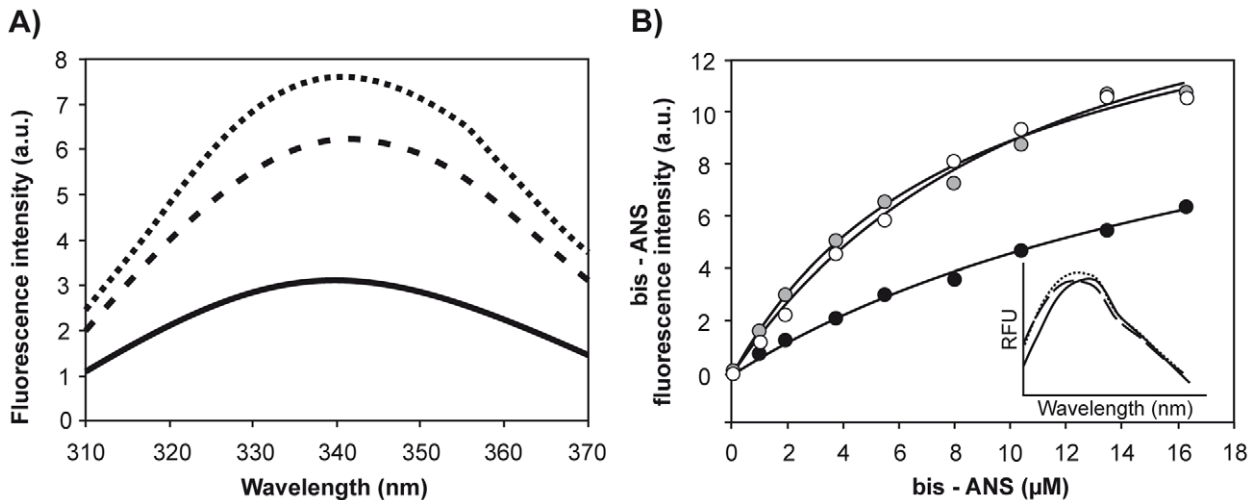 A)
Fluorescence intensity (a.u.)
8
7
6
5
4
3
2
1
0
310 320 330 340 350 360 370
Wavelength (nm)
B)
bis - ANS
fluorescence intensity (a.u.)
12
10
8
6
4
2
0
RFU
Wavelength (nm)
0 2 4 6 8 10 12 14 16 18
bis - ANS (µM)